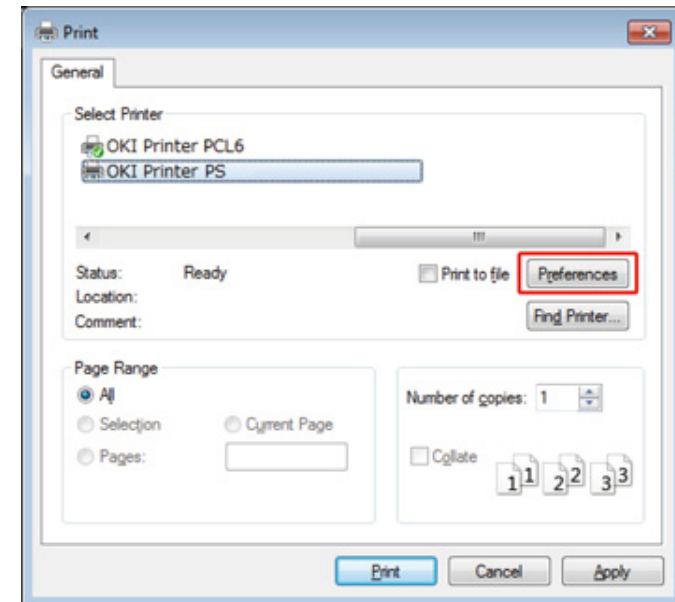 Print
General
Select Printer
OKI Printer PCL6
OKI Printer PS
Status: Ready
Print to file
Preferences
Location:
Comment:
Find Printer...
Page Range
All
Selection
Current Page
Pages:
Number of copies: 1
Collate
1 1 2 2 3 3
Print
Cancel
Apply